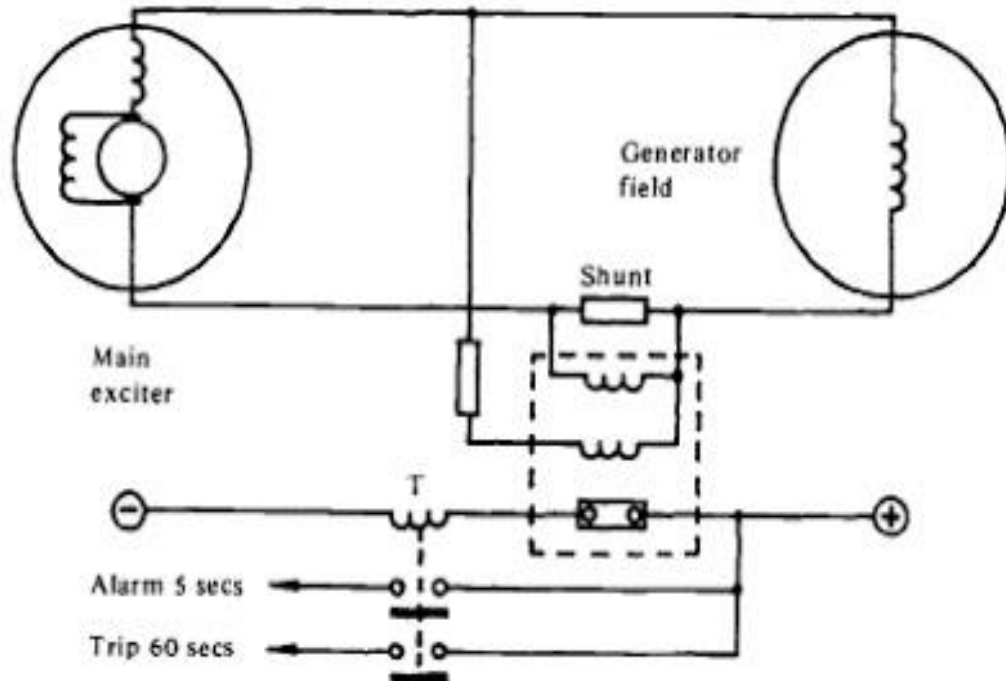 Generator
field
Shunt
Main
exciter
T
− +
Alarm 5 secs
Trip 60 secs